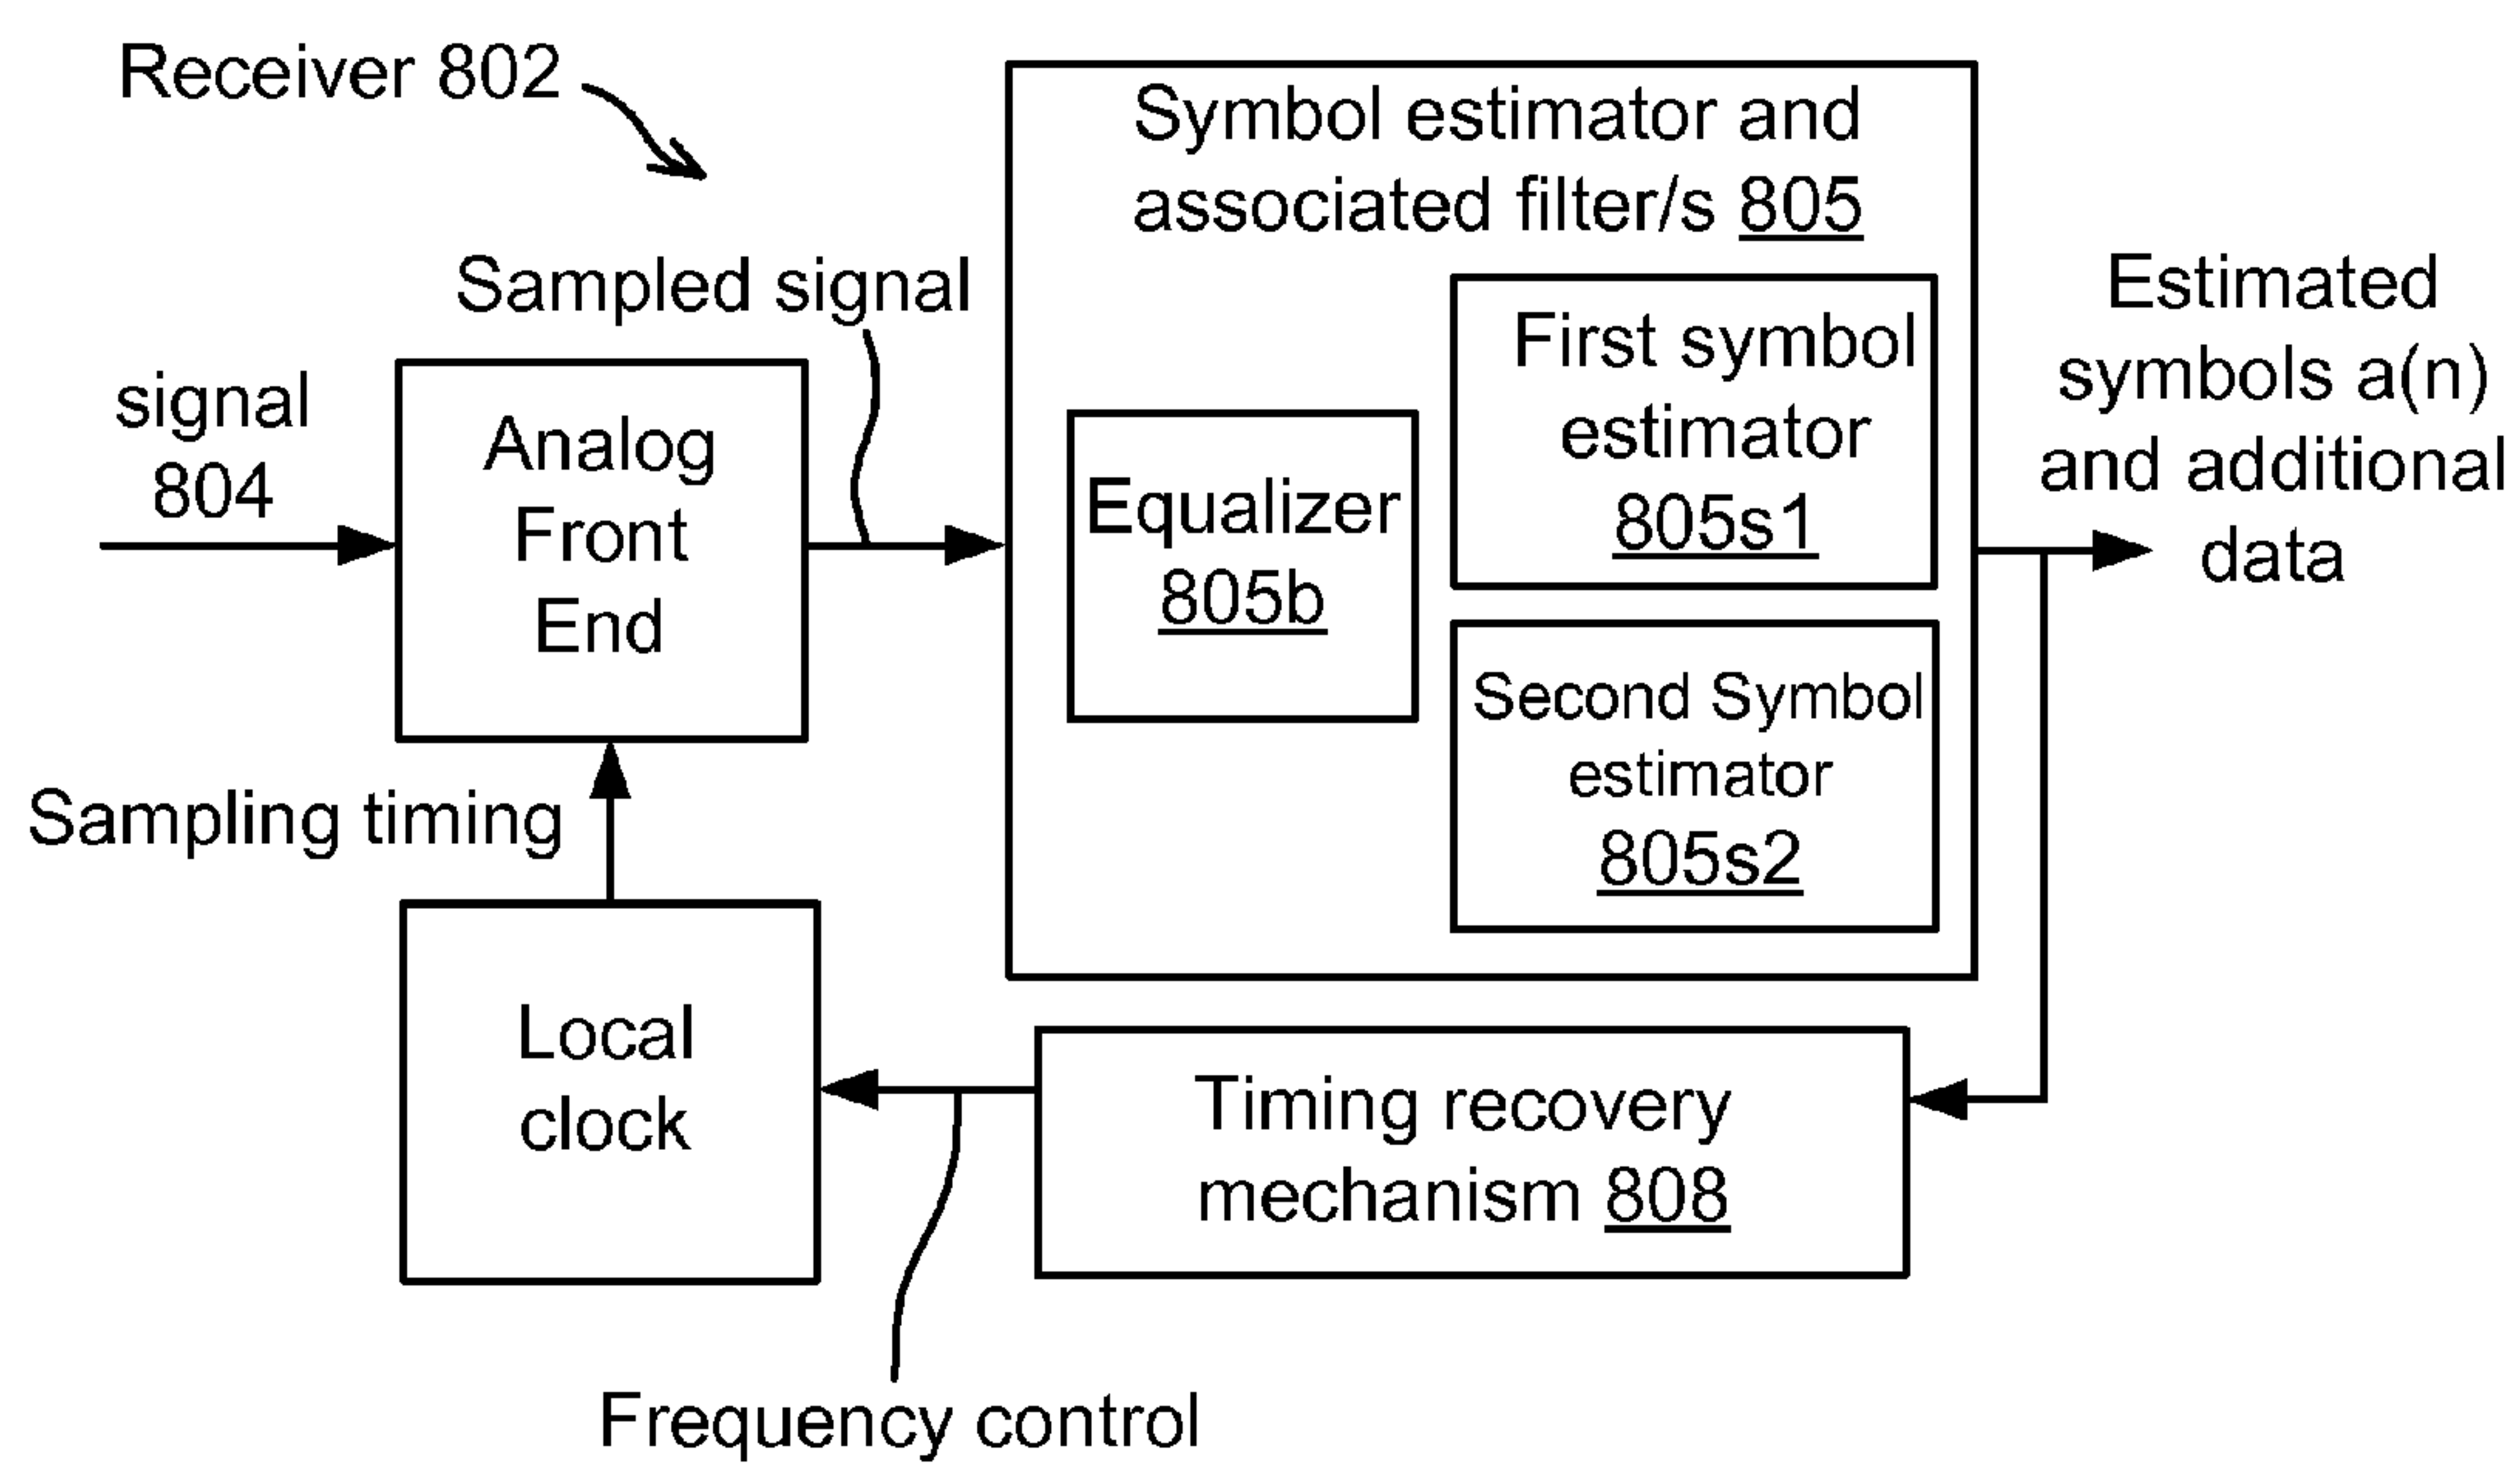 Receiver 802
Symbol estimator and
associated filter/s 805
Sampled signal
signal
804
Analog
Front
End
Equalizer
805b
First symbol
estimator
805s1
Second Symbol
estimator
805s2
Estimated
symbols a(n)
and additional
data
Sampling timing
Local
clock
Timing recovery
mechanism 808
Frequency control